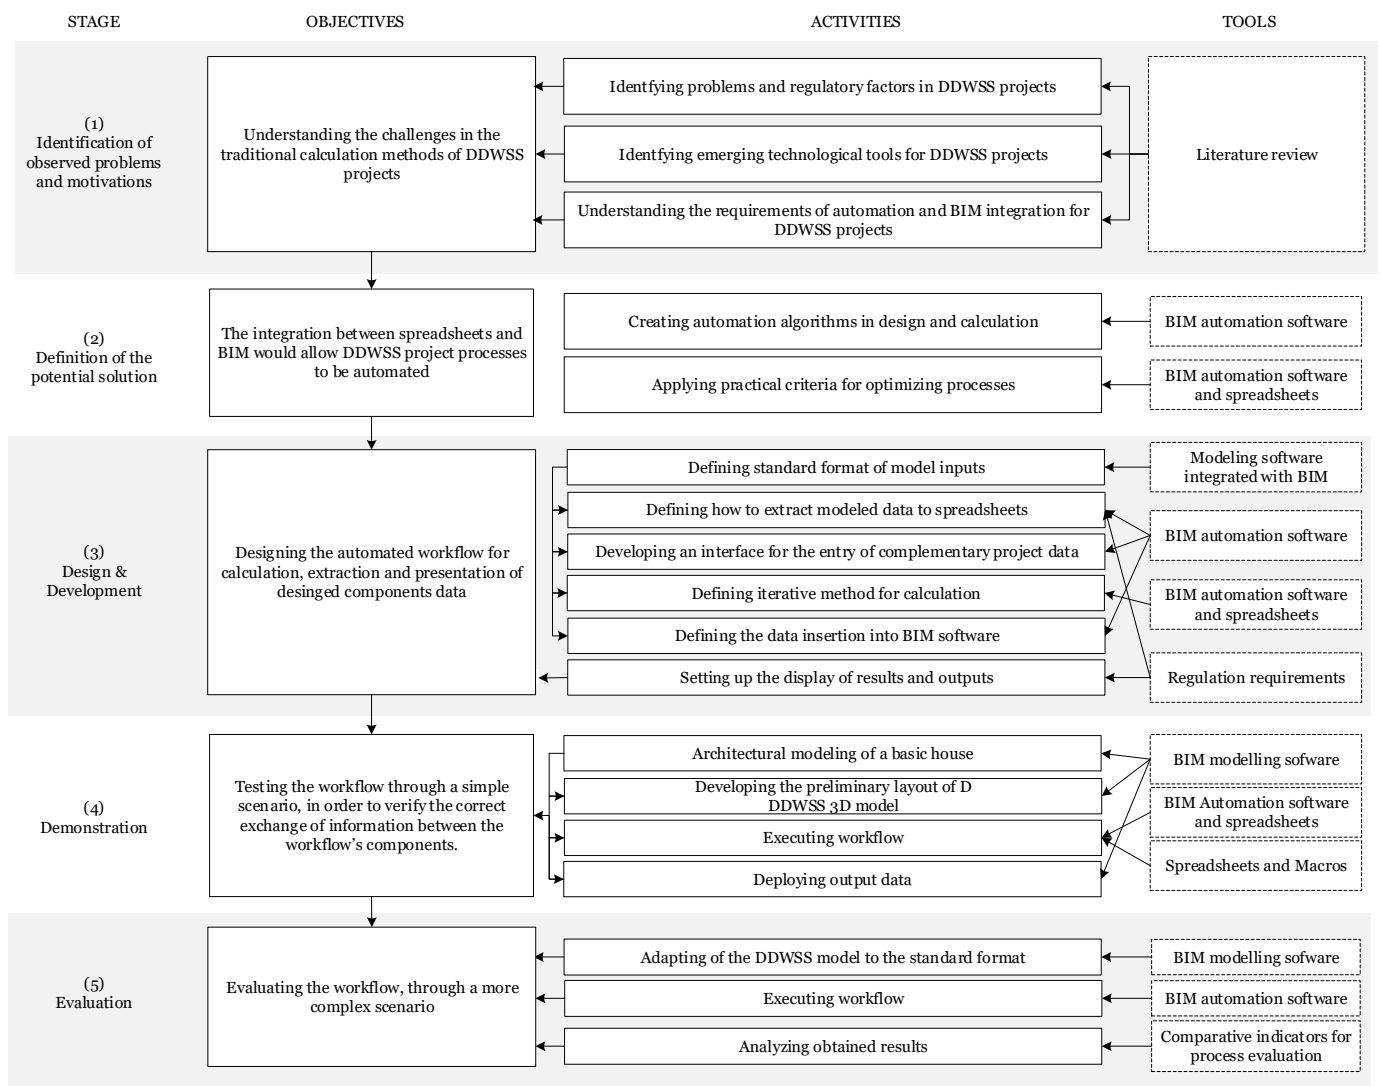 STAGE
OBJECTIVES
ACTIVITIES
TOOLS
(1)
Identification of
observed problems
and motivations
Understanding the challenges in the
traditional calculation methods of DDWSS
projects
Identfying problems and regulatory factors in DDWSS projects
Identfying emerging technological tools for DDWSS projects
Understanding the requirements of automation and BIM integration for
DDWSS projects
Literature review
(2)
Definition of the
potential solution
The integration between spreadsheets and
BIM would allow DDWSS project processes
to be automated
Creating automation algorithms in design and calculation
Applying practical criteria for optimizing processes
BIM automation software
BIM automation software
and spreadsheets
(3)
Design &
Development
Designing the automated workflow for
calculation, extraction and presentation of
desinged components data
Defining standard format of model inputs
Defining how to extract modeled data to spreadsheets
Developing an interface for the entry of complementary project data
Defining iterative method for calculation
Defining the data insertion into BIM software
Setting up the display of results and outputs
Modeling software
integrated with BIM
BIM automation software
BIM automation software
and spreadsheets
Regulation requirements
(4)
Demonstration
Testing the workflow through a simple
scenario, in order to verify the correct
exchange of information between the
workflow's components.
Architectural modeling of a basic house
Developing the preliminary layout of D
DDWSS 3D model
Executing workflow
Deploying output data
BIM modelling sofware
BIM Automation software
and spreadsheets
Spreadsheets and Macros
(5)
Evaluation
Evaluating the workflow, through a more
complex scenario
Adapting of the DDWSS model to the standard format
Executing workflow
Analyzing obtained results
BIM modelling sofware
BIM automation software
Comparative indicators for
process evaluation